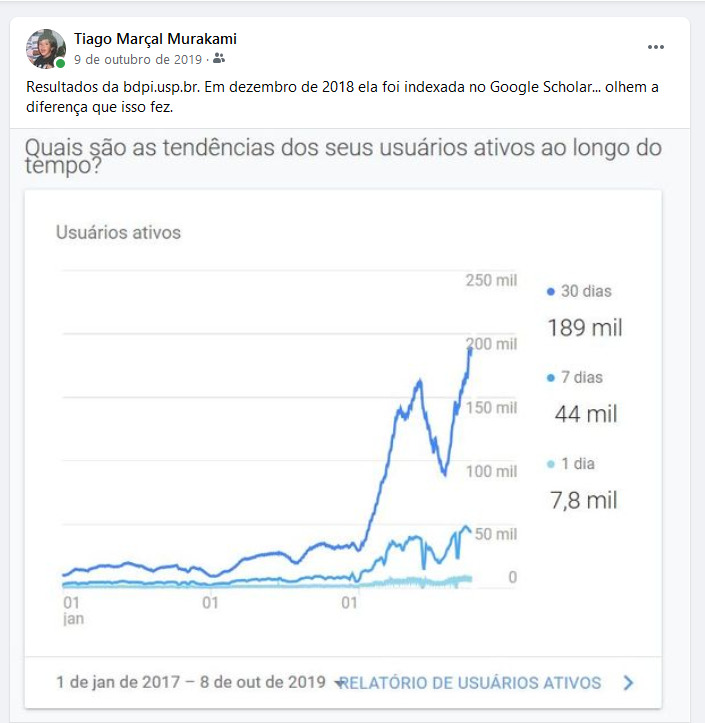 Tiago Marçal Murakami
9 de outubro de 2019 ·
Resultados da bdpi.usp.br. Em dezembro de 2018 ela foi indexada no Google Scholar... olhem a
diferença que isso fez.
Quais são as tendências dos seus usuários ativos ao longo do
tempo?
Usuários ativos
250 mil
200 mil
150 mil
100 mil
50 mil
0
30 dias
189 mil
7 dias
44 mil
1 dia
7,8 mil
01
jan
01
01
1 de jan de 2017 – 8 de out de 2019
RELATÓRIO DE USUÁRIOS ATIVOS